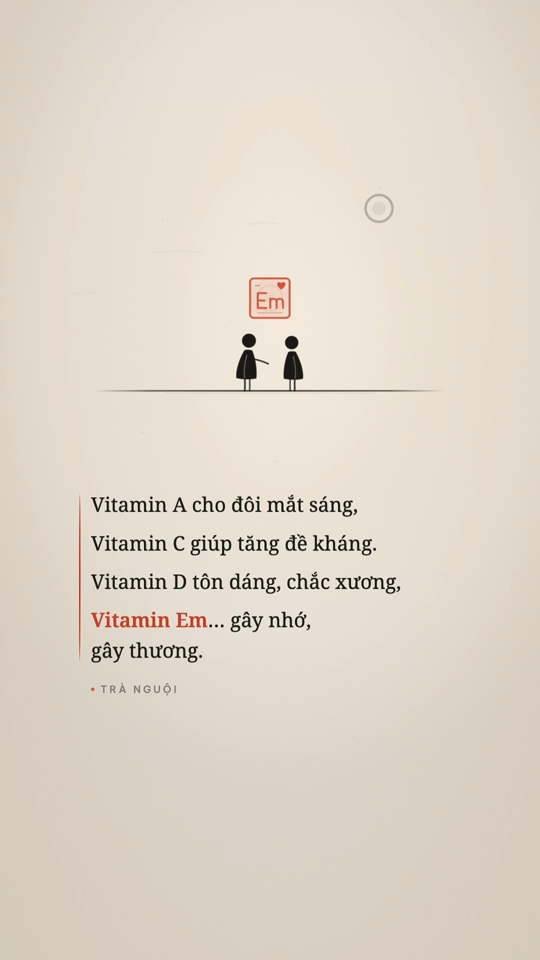 Em
Vitamin A cho đôi mắt sáng,
Vitamin C giúp tăng đề kháng.
Vitamin D tôn dáng, chắc xương,
Vitamin Em... gây nhớ,
gây thương.
TRÀ NGUỘI